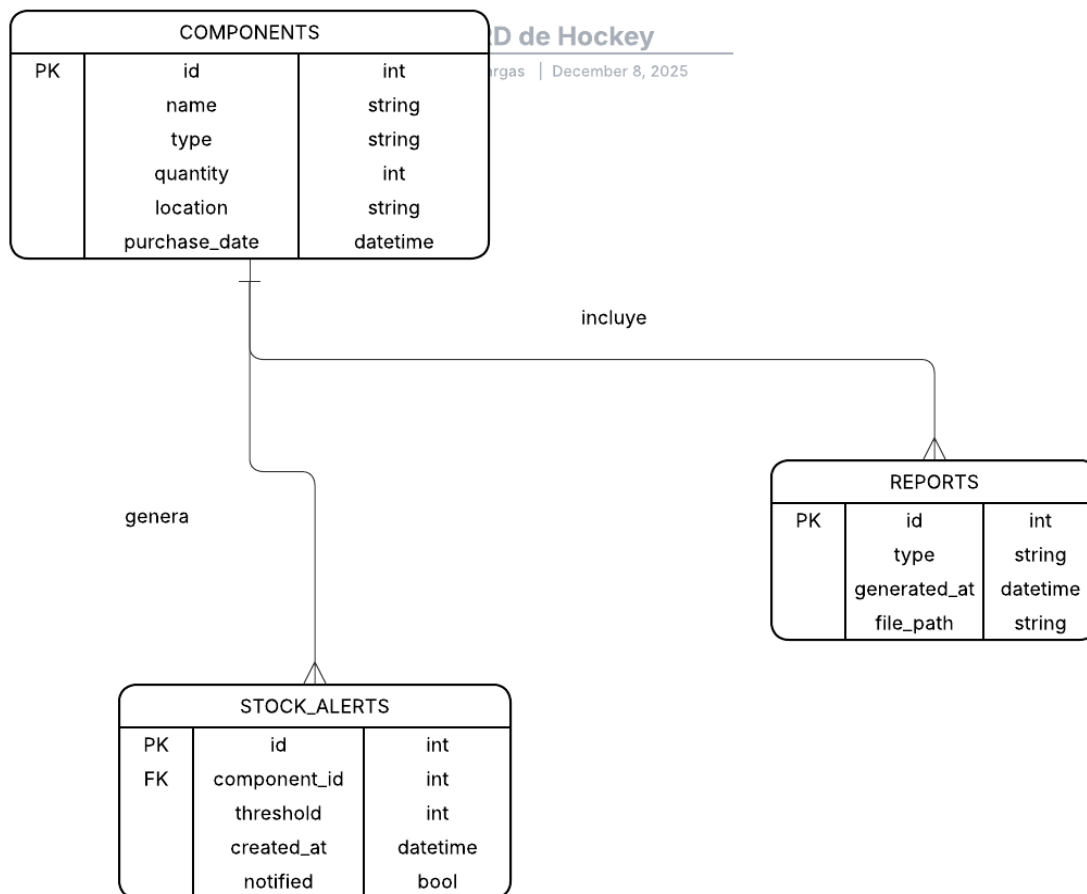 COMPONENTS
PK id int
name string
type string
quantity int
location string
purchase_date datetime
de Hockey
December 8, 2025
incluye
genera
REPORTS
PK id int
type string
generated_at datetime
file_path string
STOCK_ALERTS
PK id int
FK component_id int
threshold int
created_at datetime
notified bool